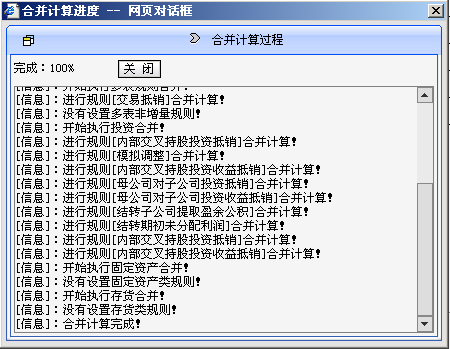 合并计算进度 -- 网页对话框
合并计算过程
完成：100% 关 闭
[信息]：开始执行多表规则合并！
[信息]：进行规则[交易抵销]合并计算！
[信息]：没有设置多表非增量规则！
[信息]：开始执行投资合并！
[信息]：进行规则[内部交叉持股投资抵销]合并计算！
[信息]：进行规则[模拟调整]合并计算！
[信息]：进行规则[内部交叉持股投资收益抵销]合并计算！
[信息]：进行规则[母公司对子公司投资抵销]合并计算！
[信息]：进行规则[母公司对子公司投资收益抵销]合并计算！
[信息]：进行规则[结转子公司提取盈余公积]合并计算！
[信息]：进行规则[结转期初未分配利润]合并计算！
[信息]：进行规则[内部交叉持股投资抵销]合并计算！
[信息]：进行规则[内部交叉持股投资收益抵销]合并计算！
[信息]：开始执行固定资产合并！
[信息]：没有设置固定资产类规则！
[信息]：开始执行存货合并！
[信息]：没有设置存货类规则！
[信息]：合并计算完成！